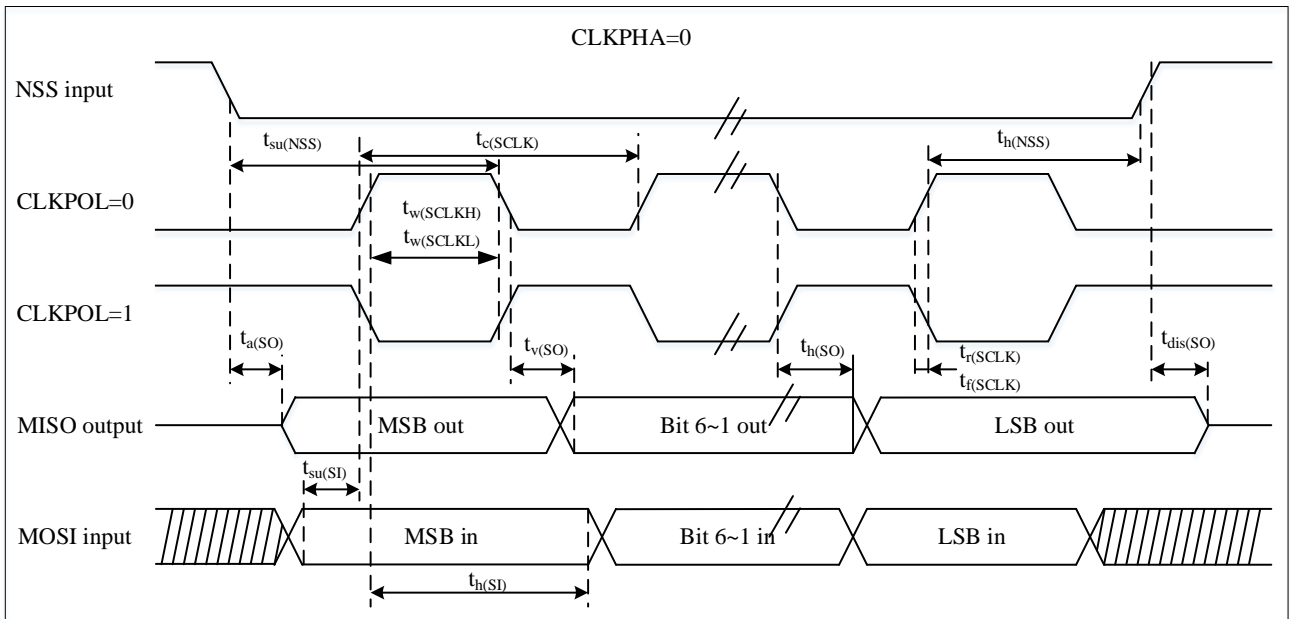 CLKPHA=0
NSS input
tsu(NSS)
tc(SCLK)
th(NSS)
CLKPOL=0
tw(SCLKH)
tw(SCLKL)
CLKPOL=1
ta(SO)
tv(SO)
th(SO)
tr(SCLK)
tf(SCLK)
tdis(SO)
MISO output
MSB out
Bit 6~1 out
LSB out
tsu(SI)
MOSI input
MSB in
Bit 6~1 in
LSB in
th(SI)